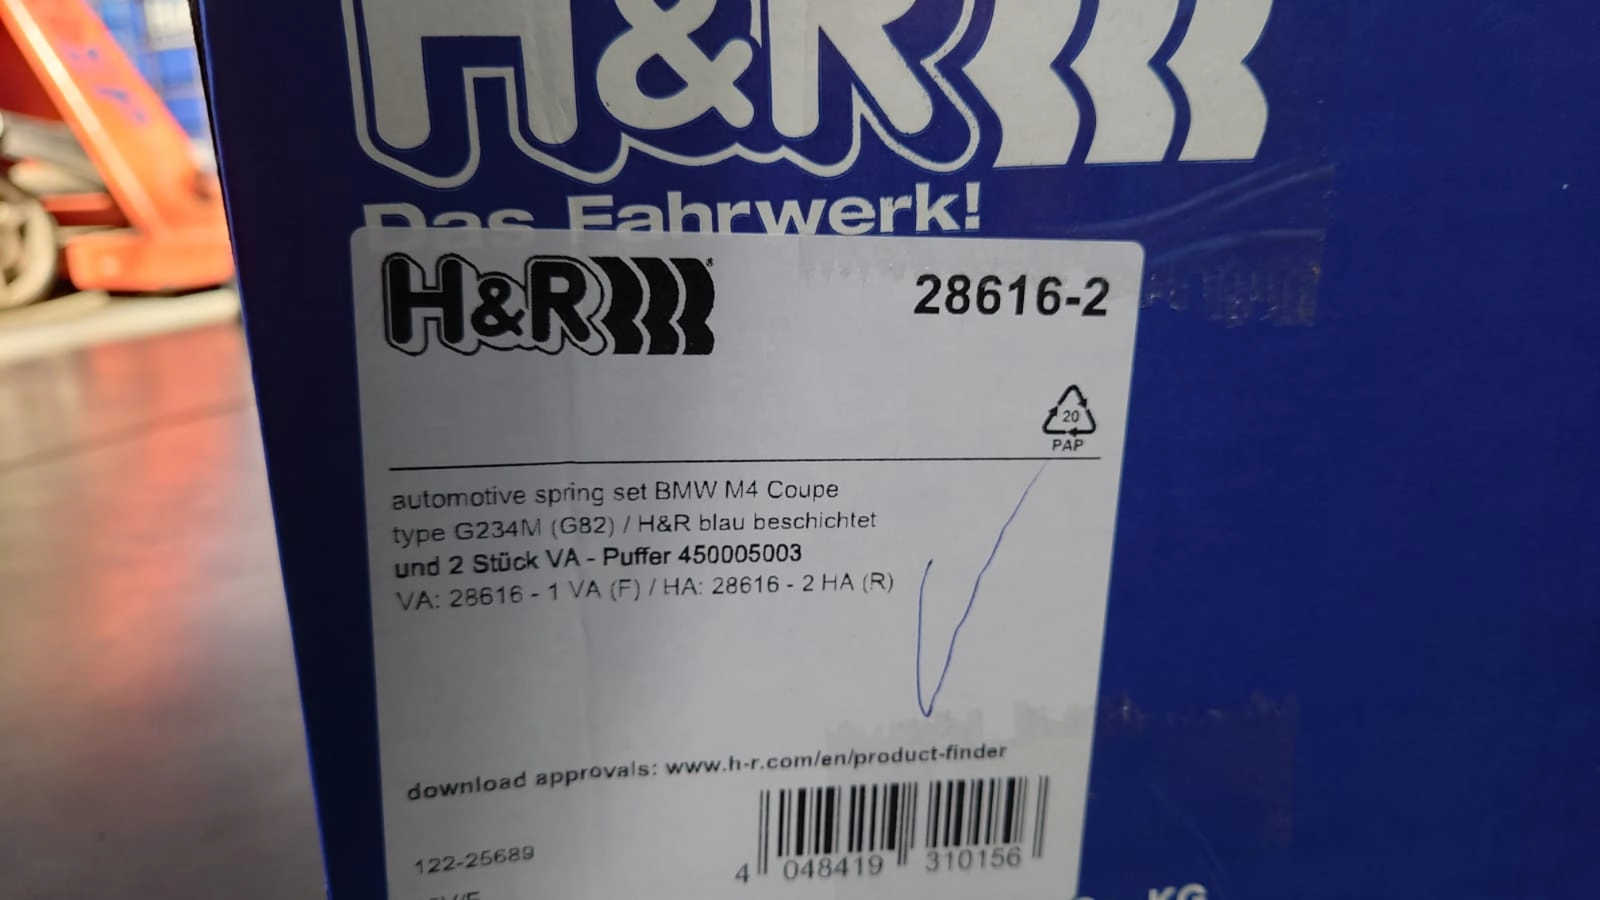 H&R
Das Fahrwerk!
H&R
28616-2
20
PAP
automotive spring set BMW M4 Coupe
type G234M (G82) / H&R blau beschichtet
und 2 Stück VA - Puffer 450005003
VA: 28616 - 1 VA (F) / HA: 28616 - 2 HA (R)
download approvals: www.h-r.com/en/product-finder
122-25689
4 048419 310156
KG